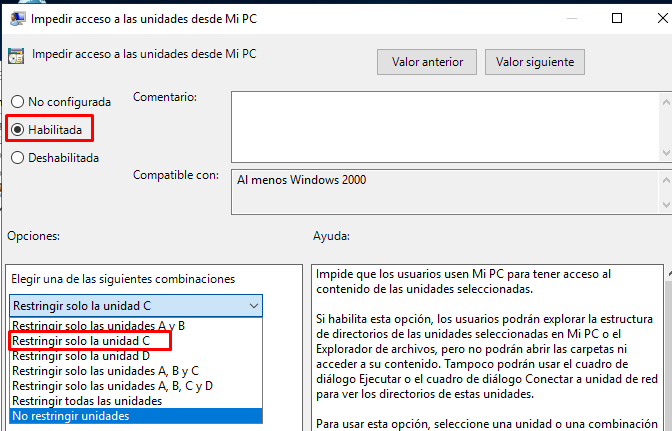 Impedir acceso a las unidades desde Mi PC
Impedir acceso a las unidades desde Mi PC
Valor anterior
Valor siguiente
No configurada
Habilitada
Deshabilitada
Comentario:
Compatible con:
Al menos Windows 2000
Opciones:
Ayuda:
Elegir una de las siguientes combinaciones
Restringir solo la unidad C
Restringir solo las unidades A y B
Restringir solo la unidad C
Restringir solo la unidad D
Restringir solo las unidades A, B y C
Restringir solo las unidades A, B, C y D
Restringir todas las unidades
No restringir unidades
Impide que los usuarios usen Mi PC para tener acceso al
contenido de las unidades seleccionadas.
Si habilita esta opción, los usuarios podrán explorar la estructura
de directorios de las unidades seleccionadas en Mi PC o el
Explorador de archivos, pero no podrán abrir las carpetas ni
acceder a su contenido. Tampoco podrán usar el cuadro de
diálogo Ejecutar o el cuadro de diálogo Conectar a unidad de red
para ver los directorios de estas unidades.
Para usar esta opción, seleccione una unidad o una combinación